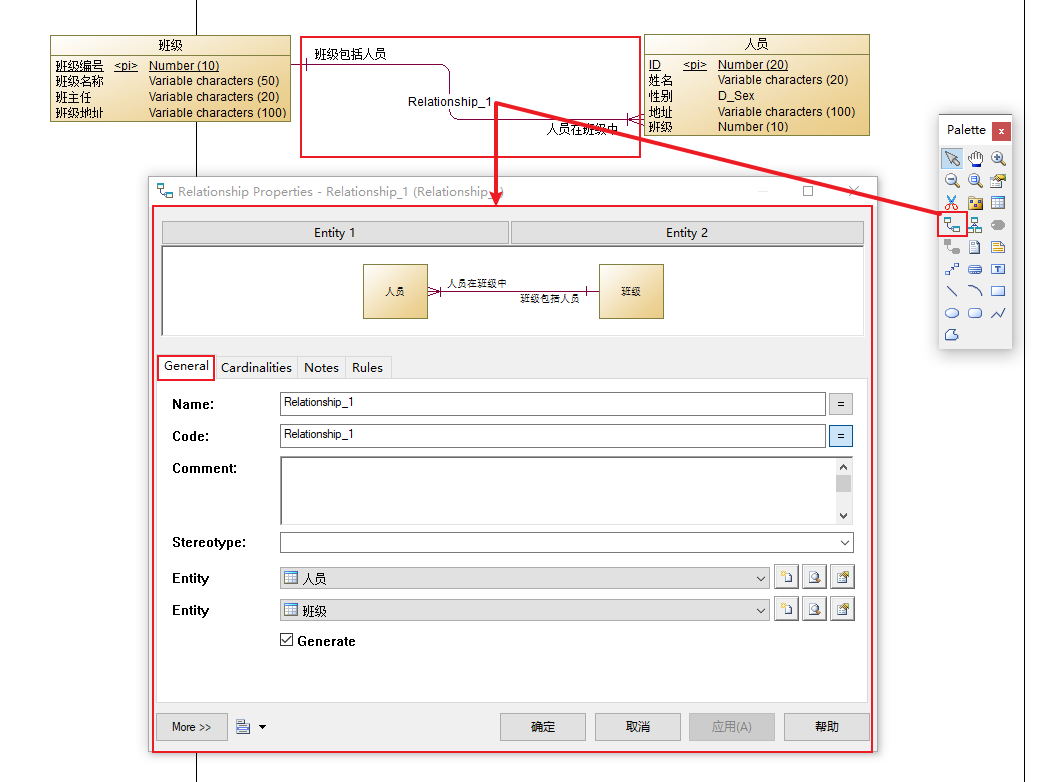 班级
班级编号 <pi> Number (10)
班级名称 Variable characters (50)
班主任 Variable characters (20)
班级地址 Variable characters (100)
班级包括人员
Relationship_1
人员在班级中
人员
ID <pi> Number (20)
姓名 Variable characters (20)
性别 D_Sex
地址 Variable characters (100)
班级 Number (10)
Palette x
Relationship Properties - Relationship_1 (Relationship_
Entity 1 Entity 2
人员 人员在班级中 班级包括人员 班级
General Cardinalities Notes Rules
Name: Relationship_1 =
Code: Relationship_1 =
Comment:
Stereotype:
Entity 人员
Entity 班级
Generate
More >> 确定 取消 应用(A) 帮助